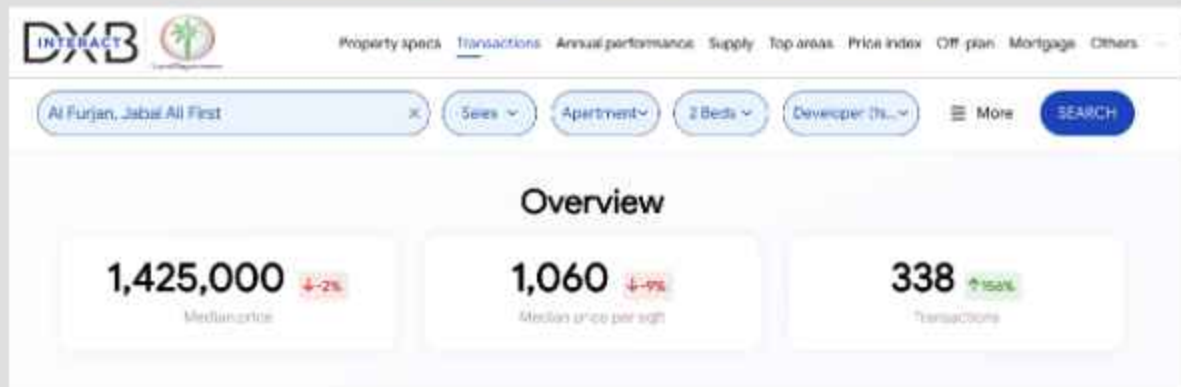 DXB
INTERACT
Property specs Transactions Annual performance Supply Top areas Price index Off-plan Mortgage Others
Al Furjan, Jabal Ali First × Sales Apartment 2 Beds Developer More SEARCH
Overview
1,425,000 ↓-2% 1,060 ↓-9% 338 ↑156%
Median price Median price per sqft Transactions